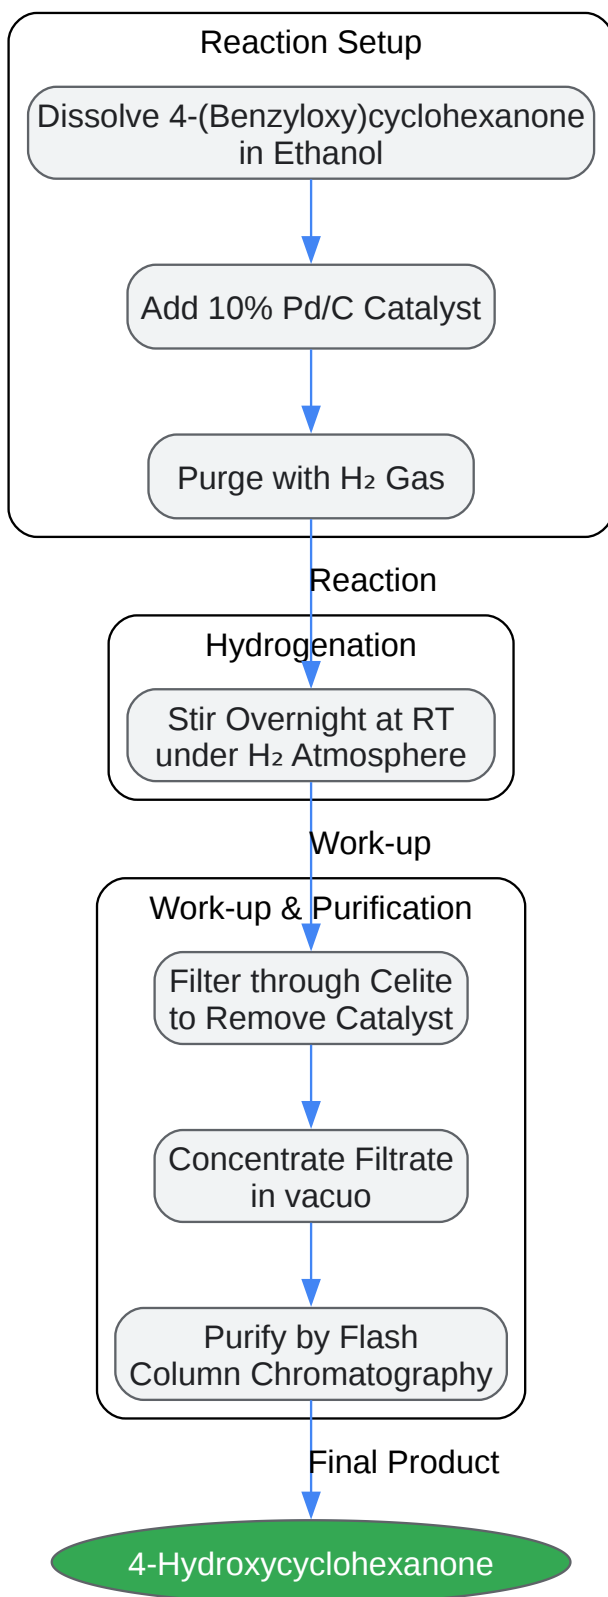 Reaction Setup
Dissolve 4-(Benzyloxy)cyclohexanone
in Ethanol
Add 10% Pd/C Catalyst
Purge with H₂ Gas
Reaction
Hydrogenation
Stir Overnight at RT
under H₂ Atmosphere
Work-up
Work-up & Purification
Filter through Celite
to Remove Catalyst
Concentrate Filtrate
in vacuo
Purify by Flash
Column Chromatography
Final Product
4-Hydroxycyclohexanone